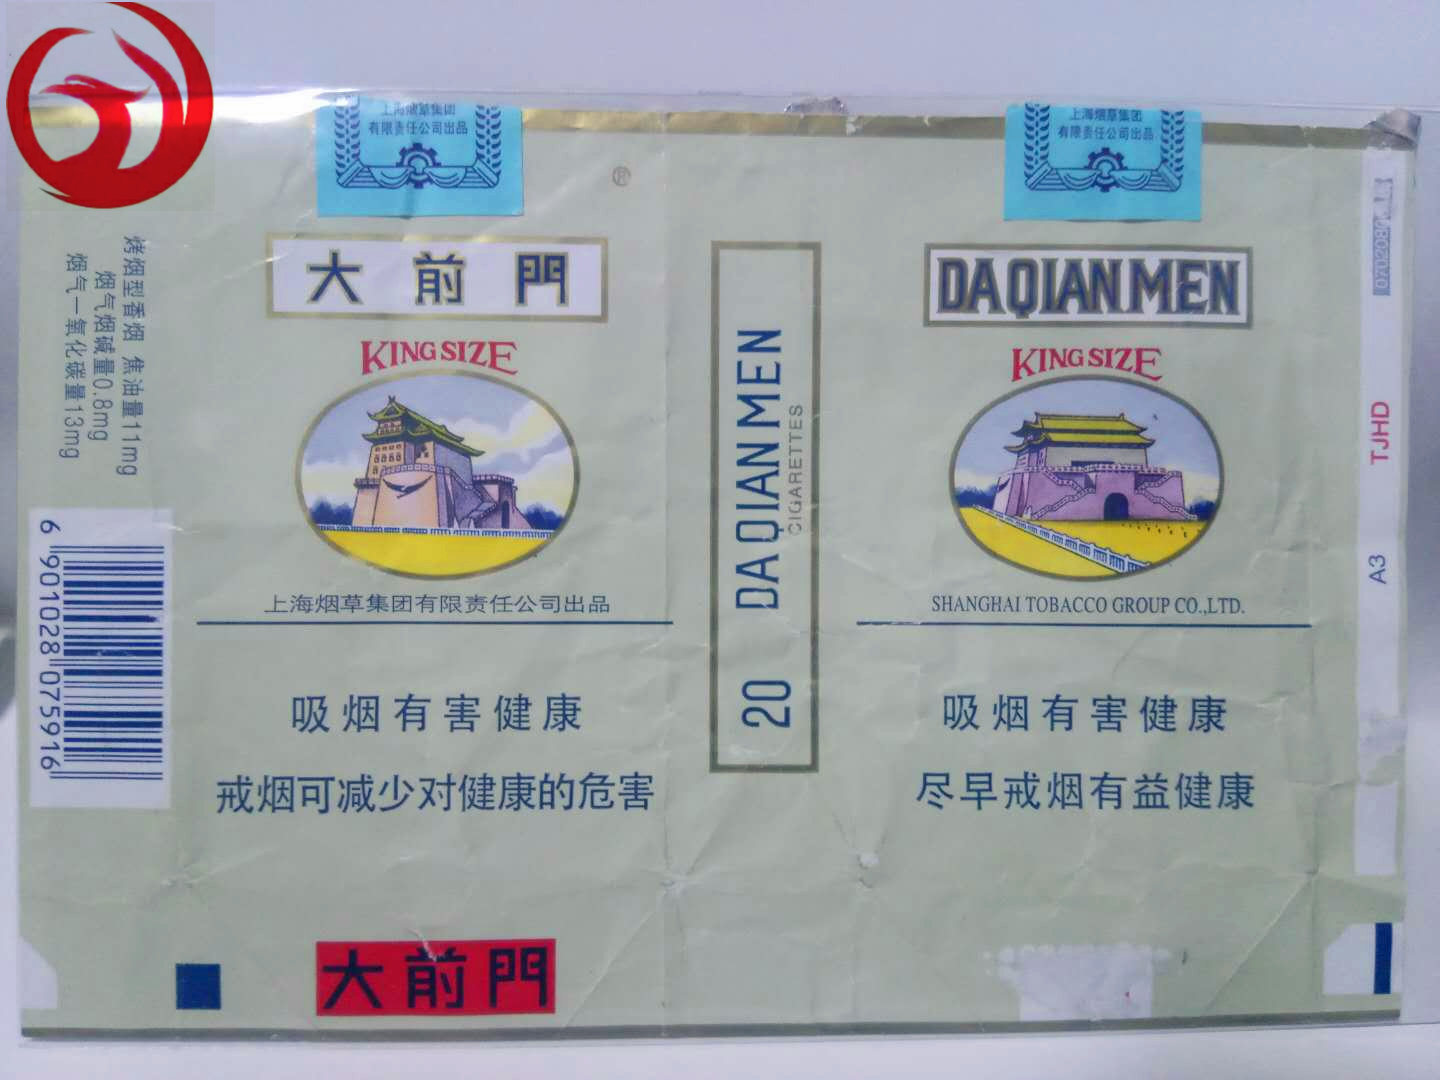 上海烟草集团
有限责任公司出品
®
大前門
KING SIZE
上海烟草集团有限责任公司出品
吸烟有害健康
戒烟可减少对健康的危害
大前門
烤烟型香烟 焦油量11mg
烟气烟碱量0.8mg
烟气一氧化碳量13mg
6 901028 075916
20 DAQIANMEN
CIGARETTES
上海烟草集团
有限责任公司出品
DAQIANMEN
KING SIZE
SHANGHAI TOBACCO GROUP CO.,LTD.
吸烟有害健康
尽早戒烟有益健康
TJHD
A3